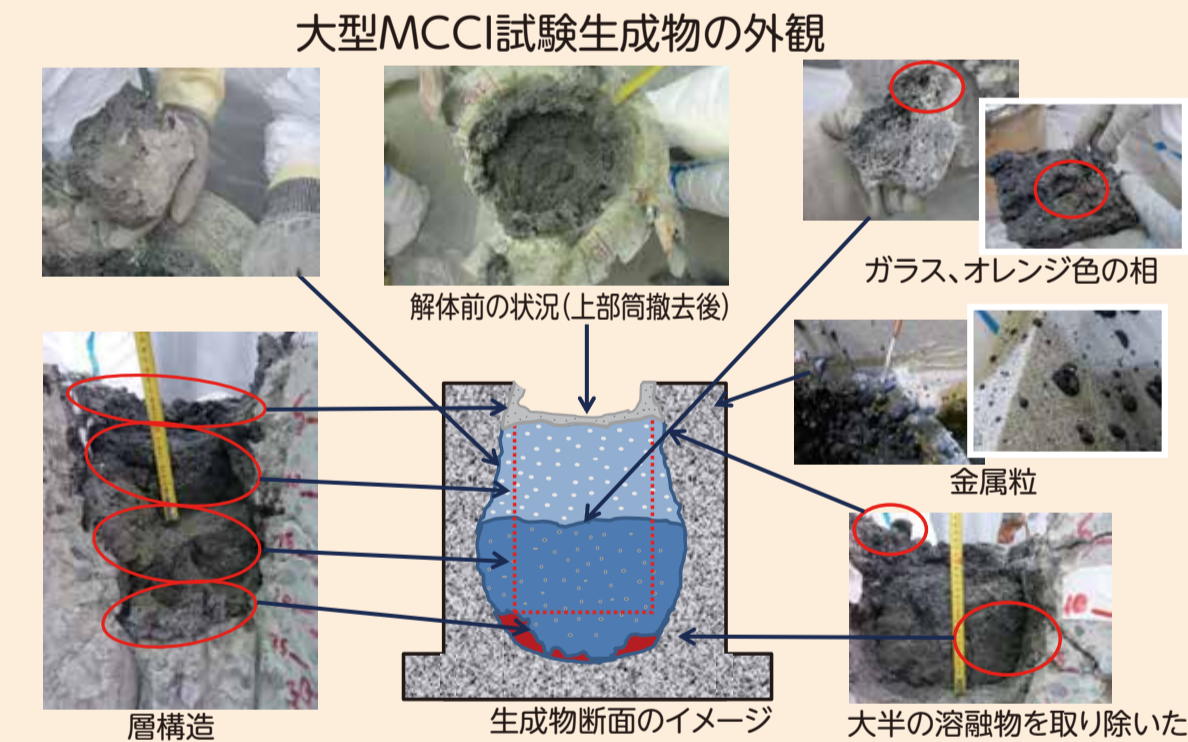 大型MCCI試験生成物の外観
解体前の状況(上部筒撤去後)
ガラス、オレンジ色の相
金属粒
層構造
生成物断面のイメージ
大半の溶融物を取り除いた